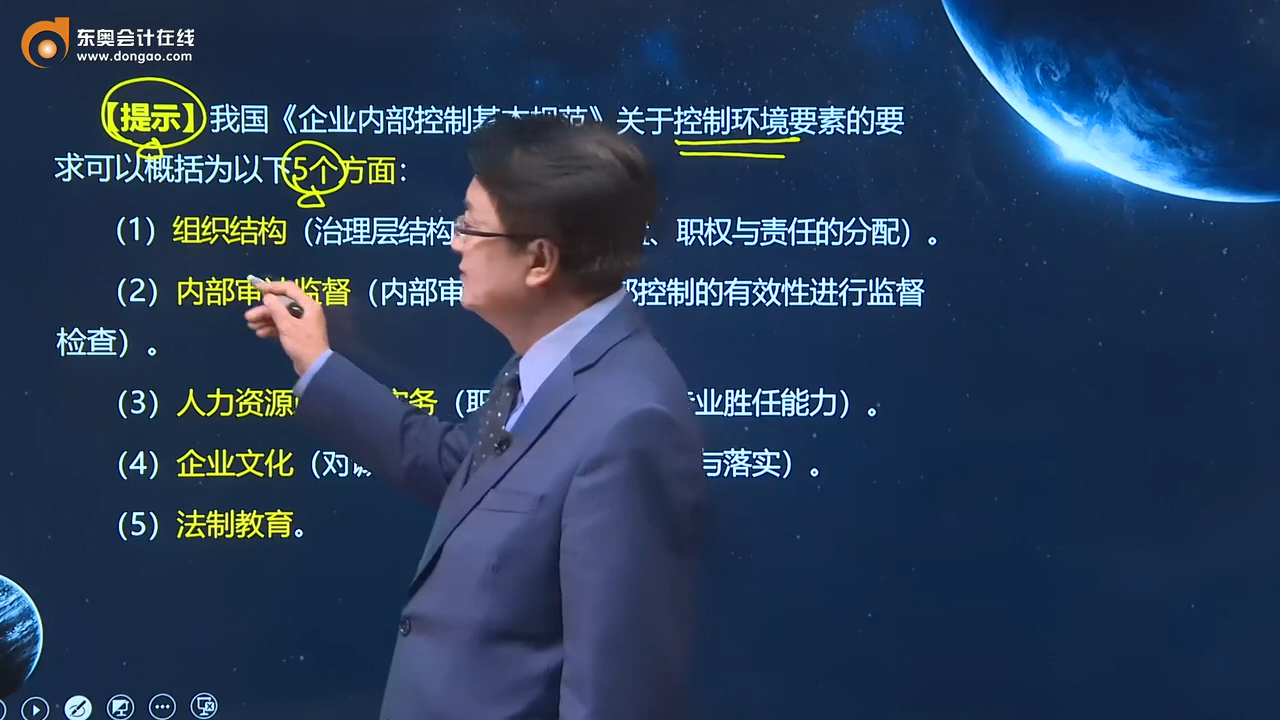 东奥会计在线
www.dongao.com
【提示】我国《企业内部控制基本规范》关于控制环境要素的要
求可以概括为以下5个方面：
（1）组织结构（治理层结构 、职权与责任的分配）。
（2）内部审计监督（内部审 部控制的有效性进行监督
检查）。
（3）人力资源 实务（职 业胜任能力）。
（4）企业文化（对 与落实）。
（5）法制教育。